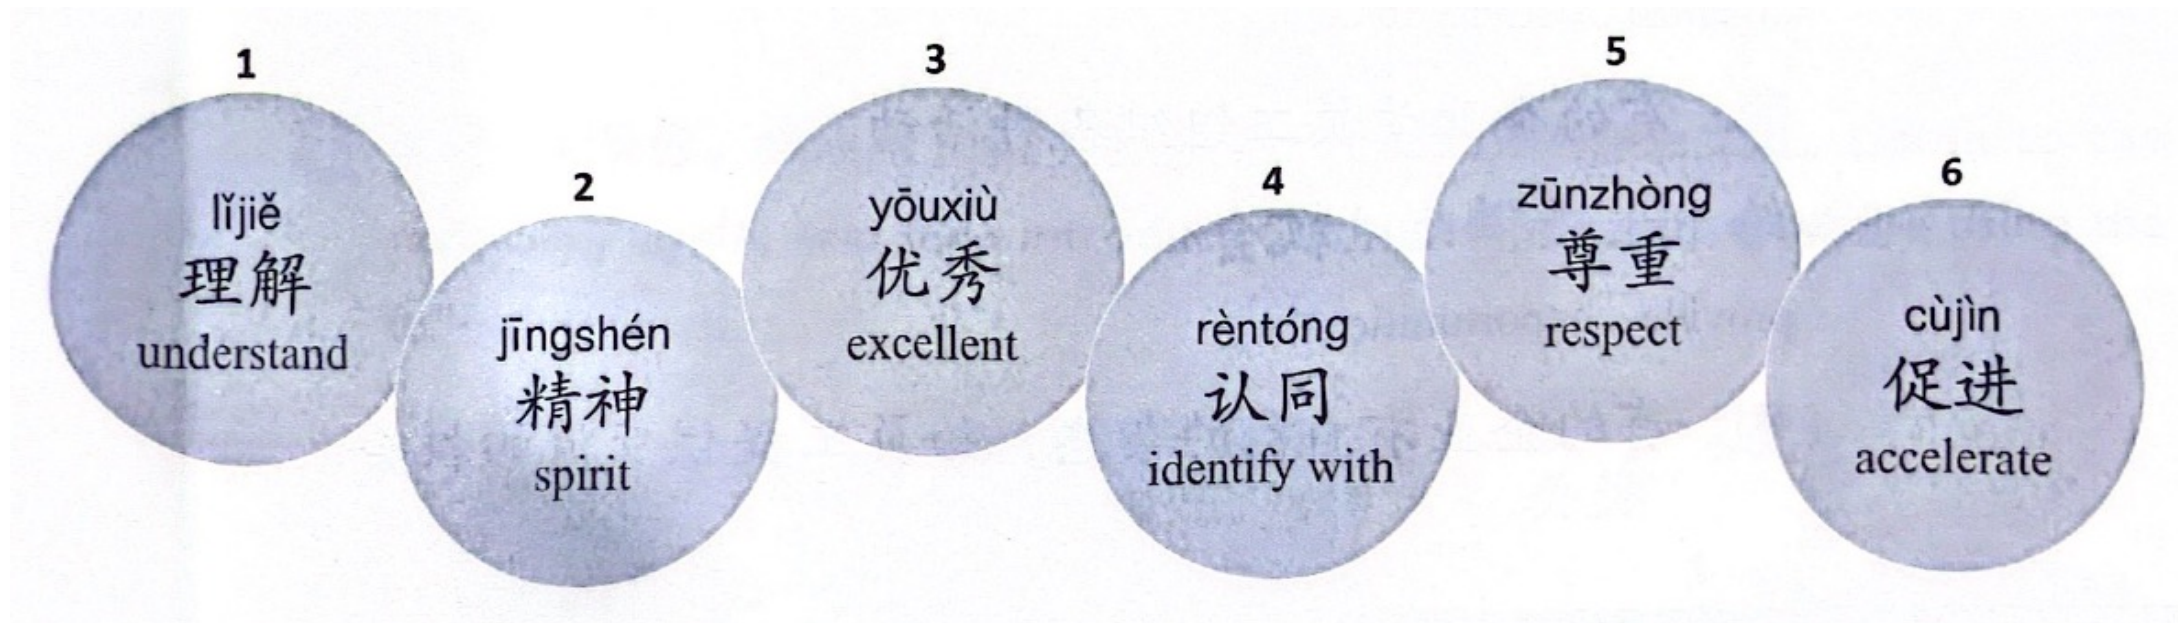 1
lǐjiě
理解
understand
2
jīngshén
精神
spirit
3
yōuxiù
优秀
excellent
4
rèntóng
认同
identify with
5
zūnzhòng
尊重
respect
6
cùjìn
促进
accelerate